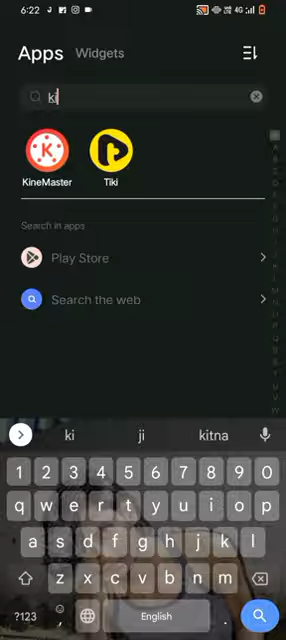 6:22
4G
Apps Widgets
ki
KineMaster Tiki
Search in apps
Play Store
Search the web
ki ji kitna
1 2 3 4 5 6 7 8 9 0
q w e r t y u i o p
a s d f g h j k l
z x c v b n m
?123 English .